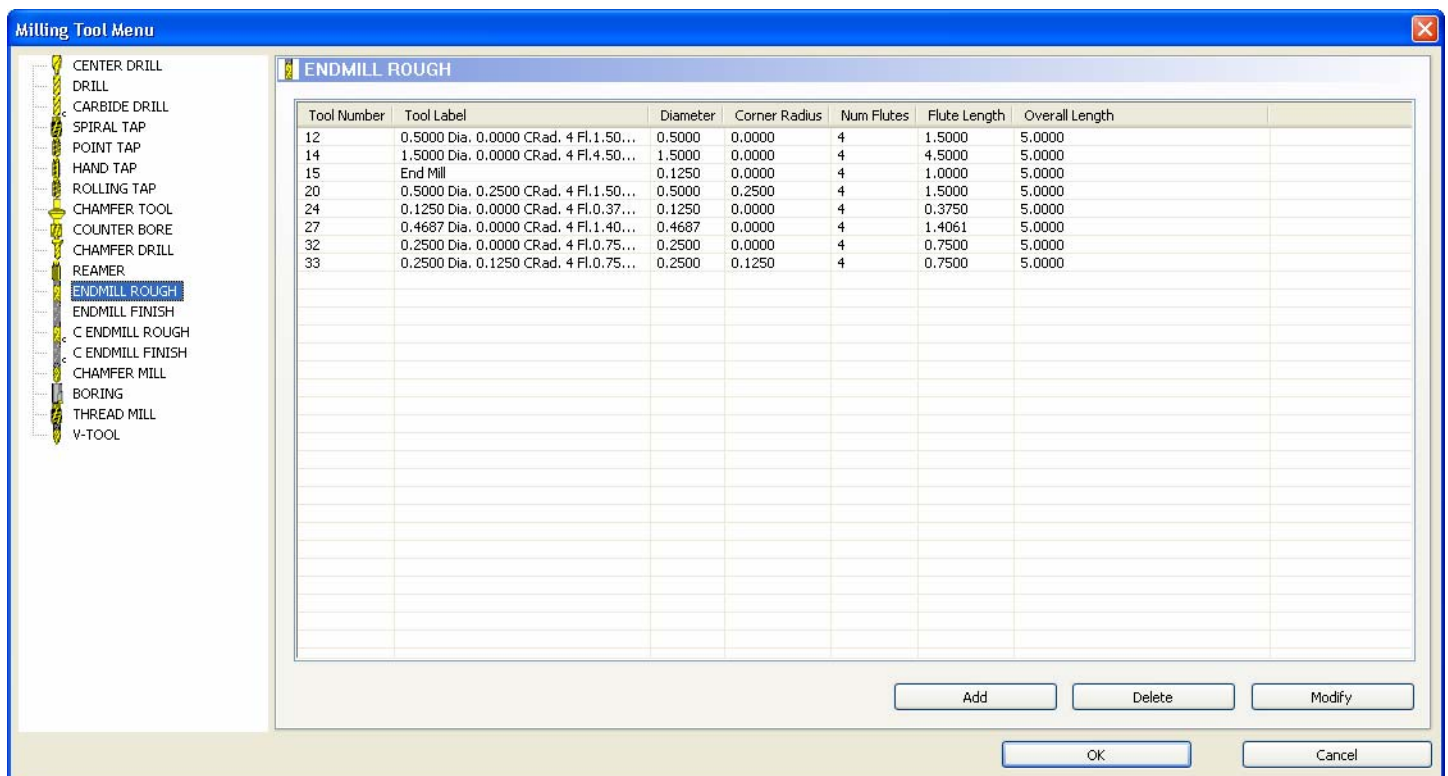 Milling Tool Menu
CENTER DRILL
DRILL
CARBIDE DRILL
SPIRAL TAP
POINT TAP
HAND TAP
ROLLING TAP
CHAMFER TOOL
COUNTER BORE
CHAMFER DRILL
REAMER
ENDMILL ROUGH
ENDMILL FINISH
C ENDMILL ROUGH
C ENDMILL FINISH
CHAMFER MILL
BORING
THREAD MILL
V-TOOL
ENDMILL ROUGH
Tool Number Tool Label Diameter Corner Radius Num Flutes Flute Length Overall Length
12 0.5000 Dia. 0.0000 CRad. 4 Fl.1.50... 0.5000 0.0000 4 1.5000 5.0000
14 1.5000 Dia. 0.0000 CRad. 4 Fl.4.50... 1.5000 0.0000 4 4.5000 5.0000
15 End Mill 0.1250 0.0000 4 1.0000 5.0000
20 0.5000 Dia. 0.2500 CRad. 4 Fl.1.50... 0.5000 0.2500 4 1.5000 5.0000
24 0.1250 Dia. 0.0000 CRad. 4 Fl.0.37... 0.1250 0.0000 4 0.3750 5.0000
27 0.4687 Dia. 0.0000 CRad. 4 Fl.1.40... 0.4687 0.0000 4 1.4061 5.0000
32 0.2500 Dia. 0.0000 CRad. 4 Fl.0.75... 0.2500 0.0000 4 0.7500 5.0000
33 0.2500 Dia. 0.1250 CRad. 4 Fl.0.75... 0.2500 0.1250 4 0.7500 5.0000
Add Delete Modify
OK Cancel